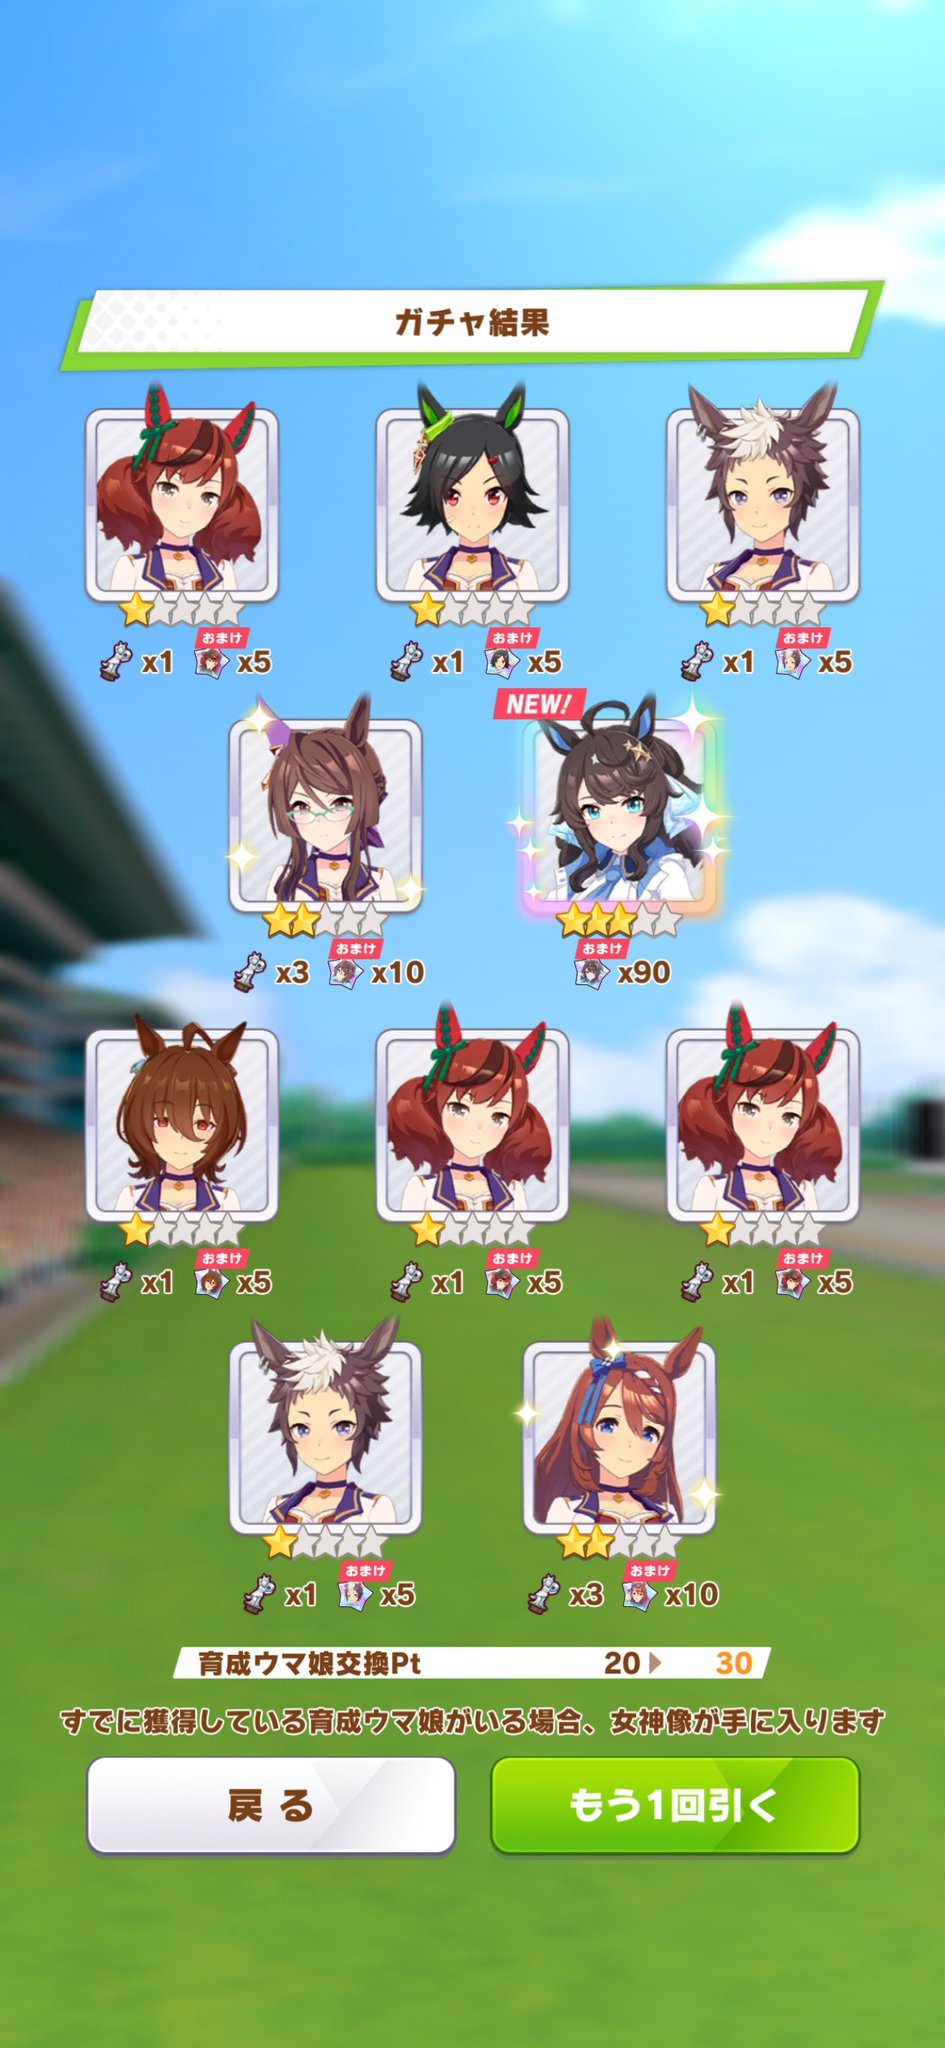 ガチャ結果
おまけ
x1 x5
おまけ
x1 x5
おまけ
x1 x5
おまけ
x3 x10
NEW!
おまけ
x90
おまけ
x1 x5
おまけ
x1 x5
おまけ
x1 x5
おまけ
x1 x5
おまけ
x3 x10
育成ウマ娘交換Pt 20 30
すでに獲得している育成ウマ娘がいる場合、女神像が手に入ります
戻る
もう1回引く